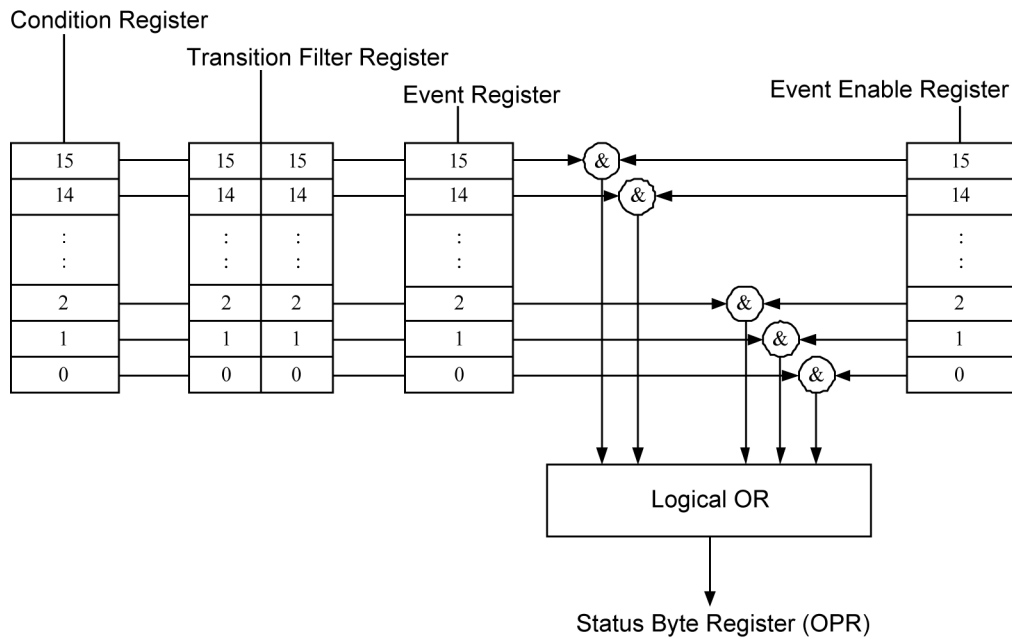 Condition Register
Transition Filter Register
Event Register
Event Enable Register
15 15 15 15 & 15
14 14 14 14 & 14
: : : : :
: : : : :
2 2 2 2 & 2
1 1 1 1 & 1
0 0 0 0 & 0
Logical OR
Status Byte Register (OPR)